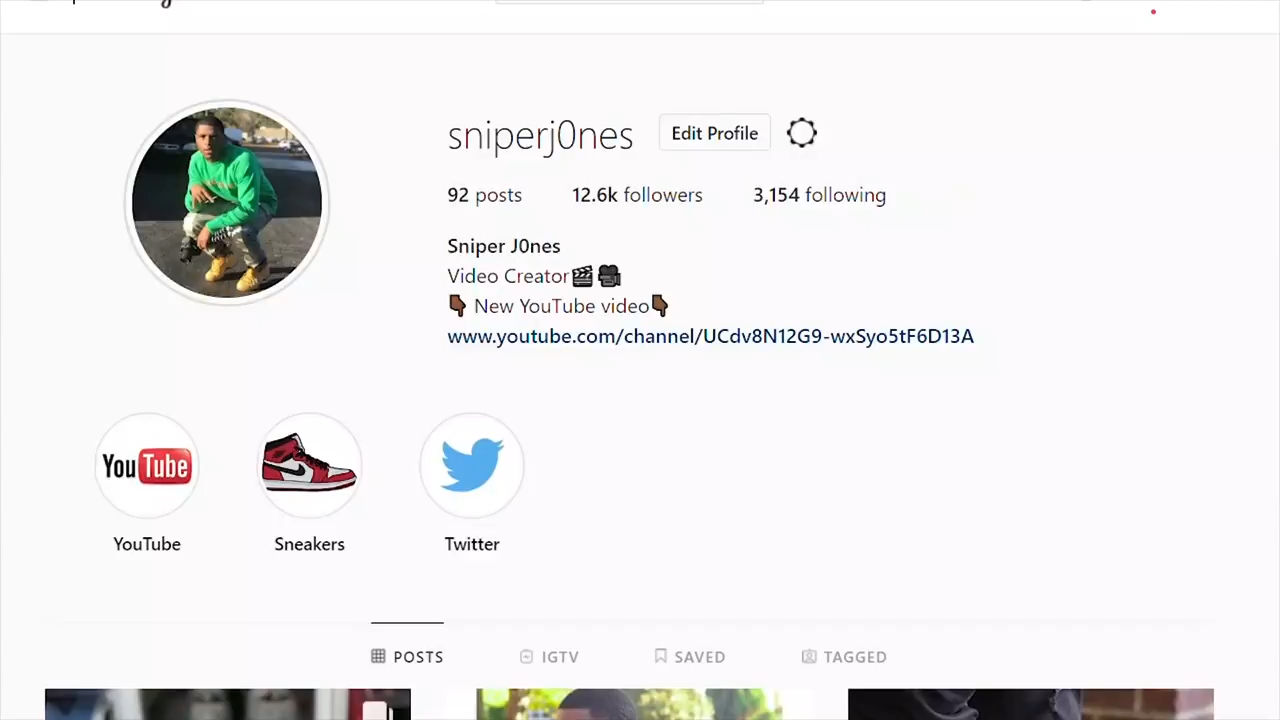 sniperj0nes Edit Profile
92 posts 12.6k followers 3,154 following
Sniper J0nes
Video Creator🎬🎥
👇🏾 New YouTube video👇🏾
www.youtube.com/channel/UCdv8N12G9-wxSyo5tF6D13A
YouTube
YouTube Sneakers Twitter
POSTS IGTV SAVED TAGGED